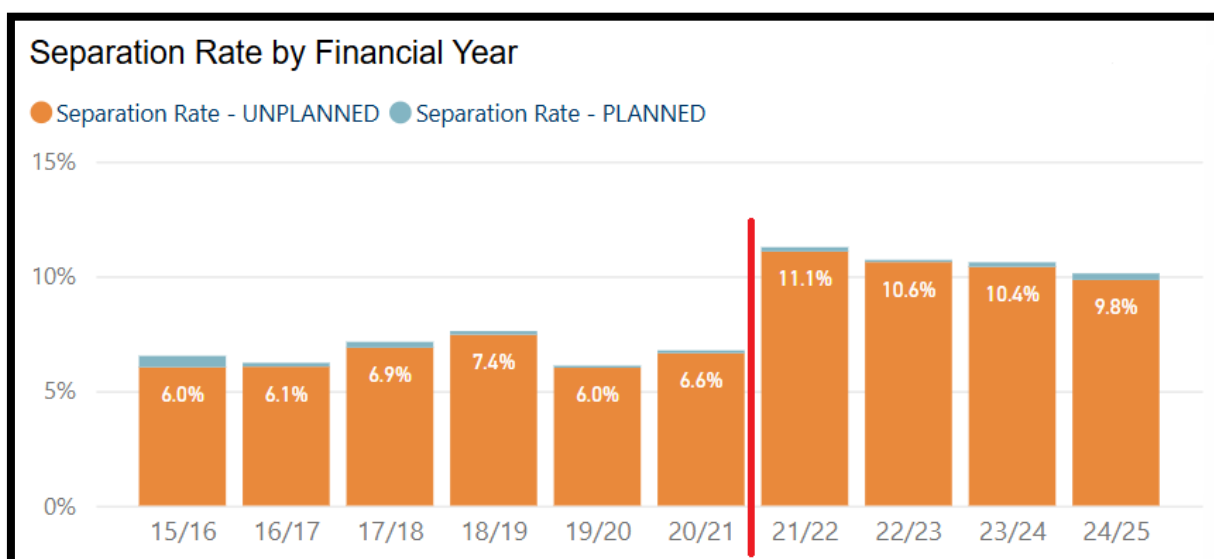 Separation Rate by Financial Year
Separation Rate - UNPLANNED Separation Rate - PLANNED
15%
10%
5%
0%
6.0% 6.1% 6.9% 7.4% 6.0% 6.6% 11.1% 10.6% 10.4% 9.8%
15/16 16/17 17/18 18/19 19/20 20/21 21/22 22/23 23/24 24/25